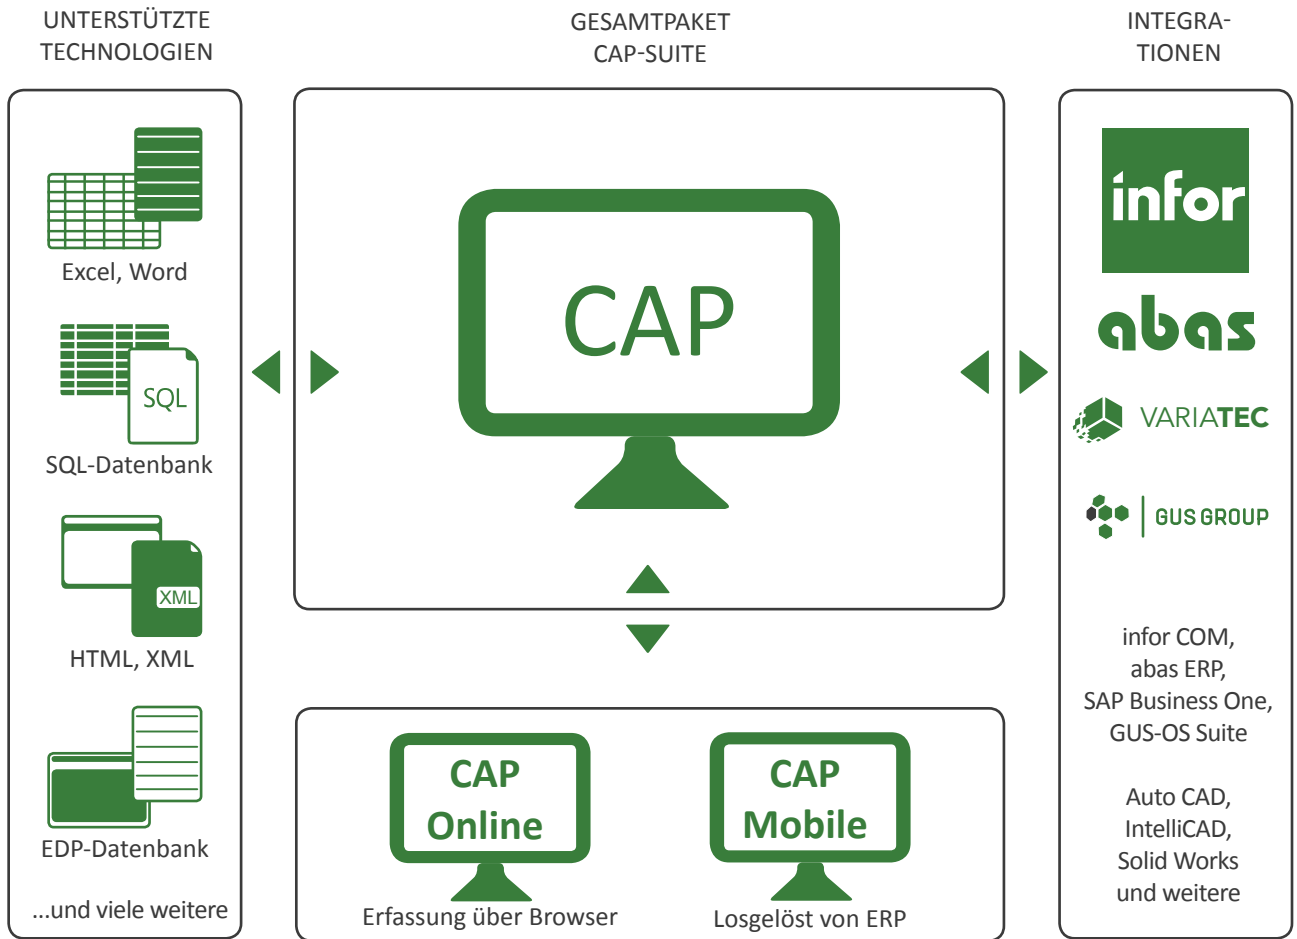 UNTERSTÜTZTE
TECHNOLOGIEN
Excel, Word
SQL
SQL-Datenbank
XML
HTML, XML
EDP-Datenbank
...und viele weitere
GESAMTPAKET
CAP-SUITE
CAP
CAP
Online
Erfassung über Browser
CAP
Mobile
Losgelöst von ERP
INTEGRA-
TIONEN
infor
abas
VARIATEC
GUS GROUP
infor COM,
abas ERP,
SAP Business One,
GUS-OS Suite
Auto CAD,
IntelliCAD,
Solid Works
und weitere